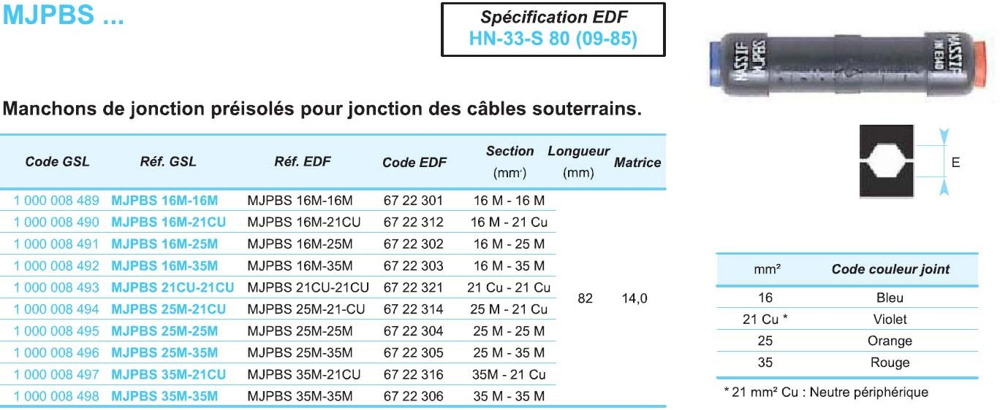 MJPBS ...
Spécification EDF
HN-33-S 80 (09-85)
MASSIF
MJPBS
MASSIF
Manchons de jonction préisolés pour jonction des câbles souterrains.
Code GSL Réf. GSL Réf. EDF Code EDF Section (mm²) Longueur (mm) Matrice
1 000 008 489 MJPBS 16M-16M MJPBS 16M-16M 67 22 301 16 M - 16 M
1 000 008 490 MJPBS 16M-21CU MJPBS 16M-21CU 67 22 312 16 M - 21 Cu
1 000 008 491 MJPBS 16M-25M MJPBS 16M-25M 67 22 302 16 M - 25 M
1 000 008 492 MJPBS 16M-35M MJPBS 16M-35M 67 22 303 16 M - 35 M
1 000 008 493 MJPBS 21CU-21CU MJPBS 21CU-21CU 67 22 321 21 Cu - 21 Cu
82 14,0
1 000 008 494 MJPBS 25M-21CU MJPBS 25M-21-CU 67 22 314 25 M - 21 Cu
1 000 008 495 MJPBS 25M-25M MJPBS 25M-25M 67 22 304 25 M - 25 M
1 000 008 496 MJPBS 25M-35M MJPBS 25M-35M 67 22 305 25 M - 35 M
1 000 008 497 MJPBS 35M-21CU MJPBS 35M-21CU 67 22 316 35M - 21 Cu
1 000 008 498 MJPBS 35M-35M MJPBS 35M-35M 67 22 306 35 M - 35 M
E
mm² Code couleur joint
16 Bleu
21 Cu * Violet
25 Orange
35 Rouge
* 21 mm² Cu : Neutre périphérique